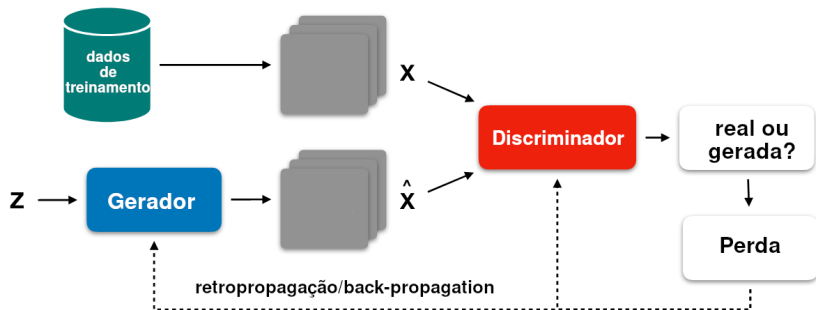 dados
de
treinamento
X
Discriminador
real ou
gerada?
Z
Gerador
X̂
Perda
retropropagação/back-propagation